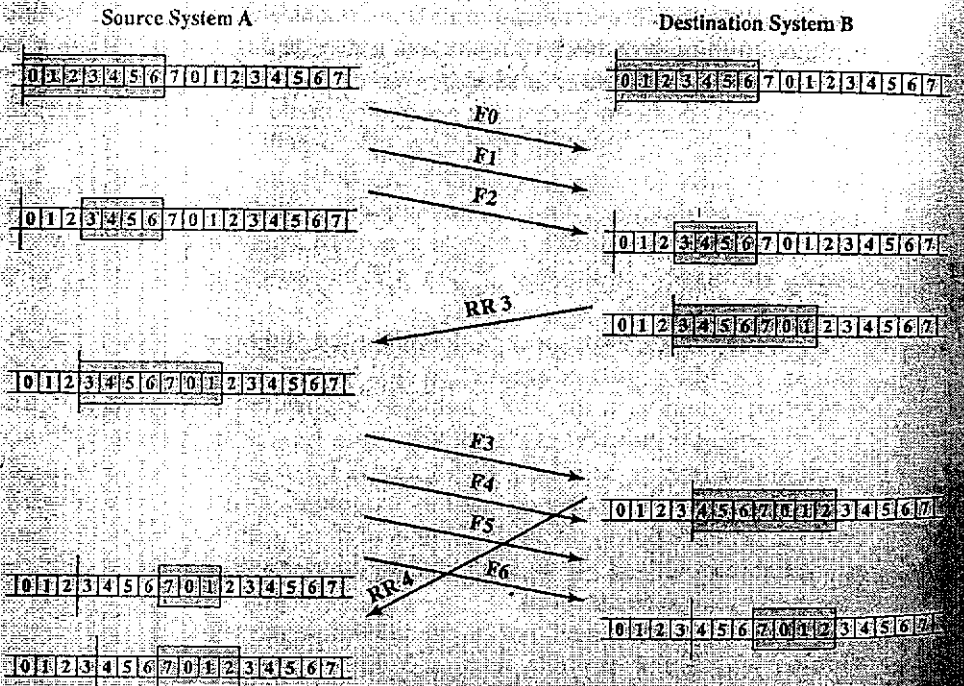 Source System A
Destination System B
0 1 2 3 4 5 6 7 0 1 2 3 4 5 6 7
0 1 2 3 4 5 6 7 0 1 2 3 4 5 6 7
F0
F1
F2
0 1 2 3 4 5 6 7 0 1 2 3 4 5 6 7
0 1 2 3 4 5 6 7 0 1 2 3 4 5 6 7
RR 3
0 1 2 3 4 5 6 7 0 1 2 3 4 5 6 7
0 1 2 3 4 5 6 7 0 1 2 3 4 5 6 7
F3
F4
0 1 2 3 4 5 6 7 0 1 2 3 4 5 6 7
F5
F6
RR 4
0 1 2 3 4 5 6 7 0 1 2 3 4 5 6 7
0 1 2 3 4 5 6 7 0 1 2 3 4 5 6 7
0 1 2 3 4 5 6 7 0 1 2 3 4 5 6 7